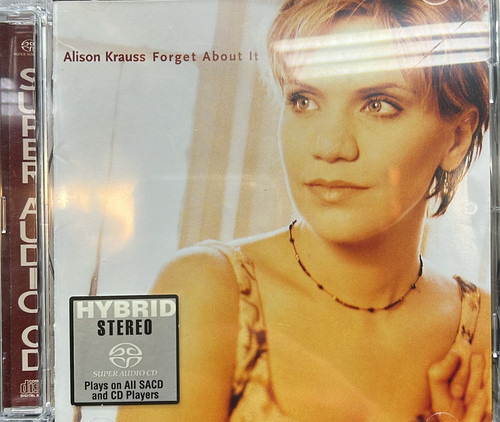 Alison Krauss Forget About It
SUPER AUDIO CD
HYBRID
STEREO
SUPER AUDIO CD
Plays on All SACD
and CD Players